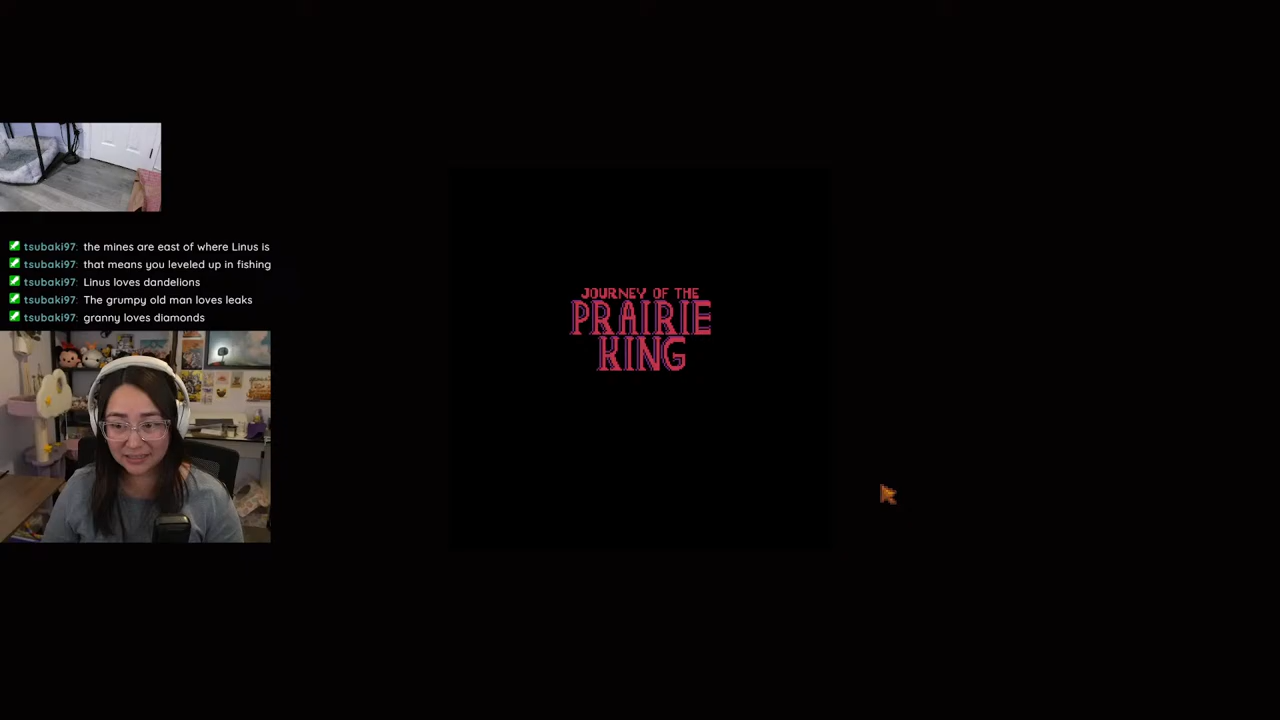 tsubaki97: the mines are east of where Linus is
tsubaki97: that means you leveled up in fishing
tsubaki97: Linus loves dandelions
tsubaki97: The grumpy old man loves leaks
tsubaki97: granny loves diamonds
JOURNEY OF THE
PRAIRIE
KING